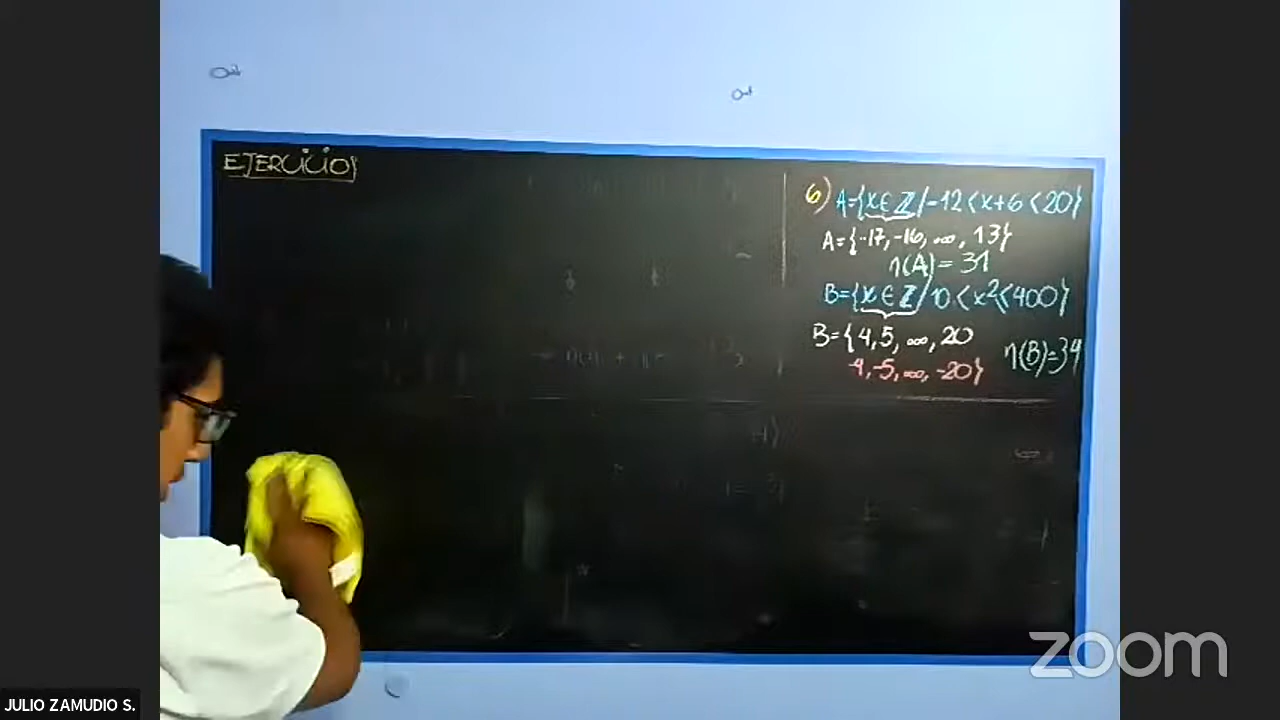 EJERCICIOS
6) A={x∈ℤ/-12<x+6<20}
A={-17,-16,...,13}
n(A)=31
B={x∈ℤ/10<x²≤400}
B={4,5,...,20
-4,-5,...,-20}
n(B)=34
zoom
JULIO ZAMUDIO S.